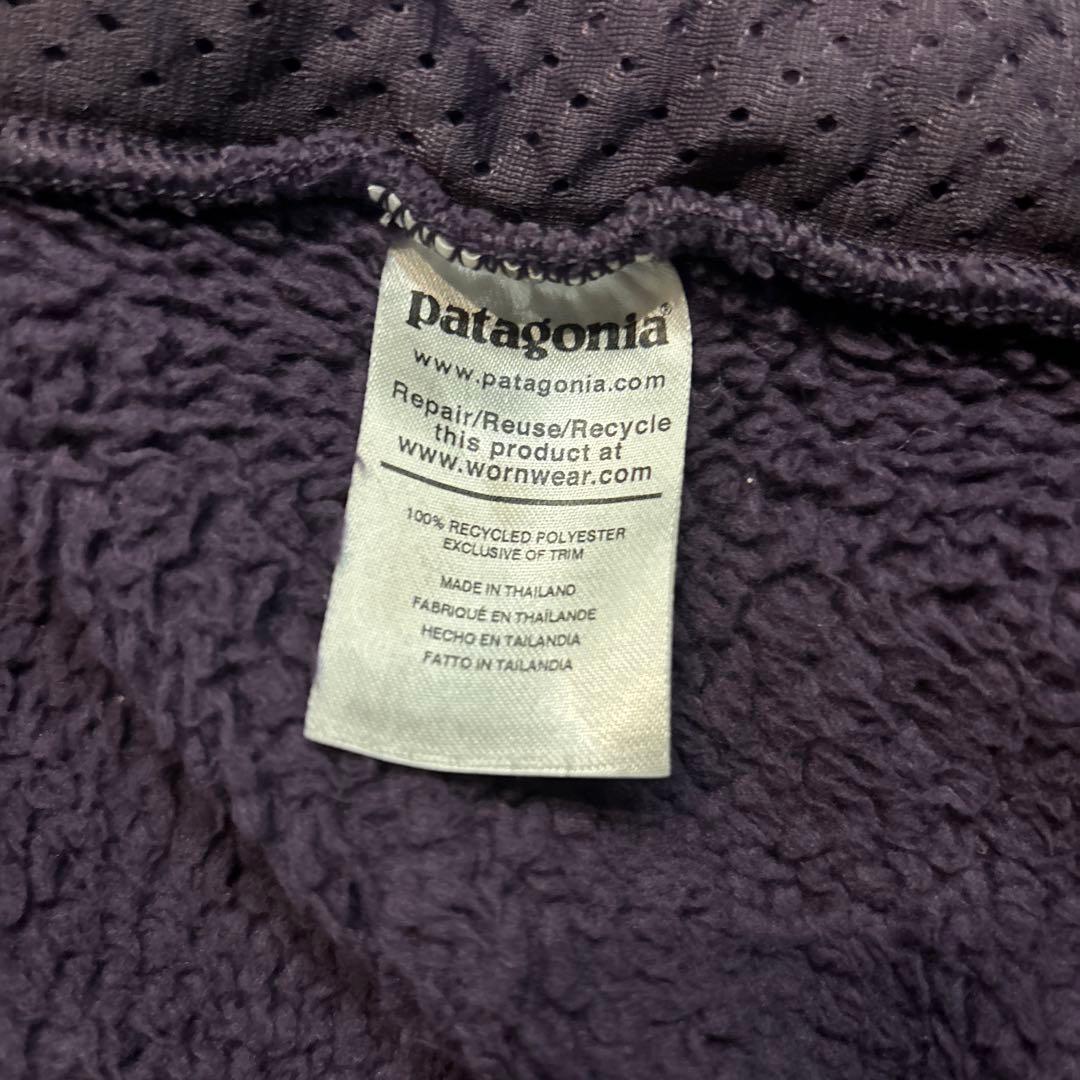 patagonia®
www.patagonia.com
Repair/Reuse/Recycle
this product at
www.wornwear.com
100% RECYCLED POLYESTER
EXCLUSIVE OF TRIM
MADE IN THAILAND
FABRIQUÉ EN THAÏLANDE
HECHO EN TAILANDIA
FATTO IN TAILANDIA